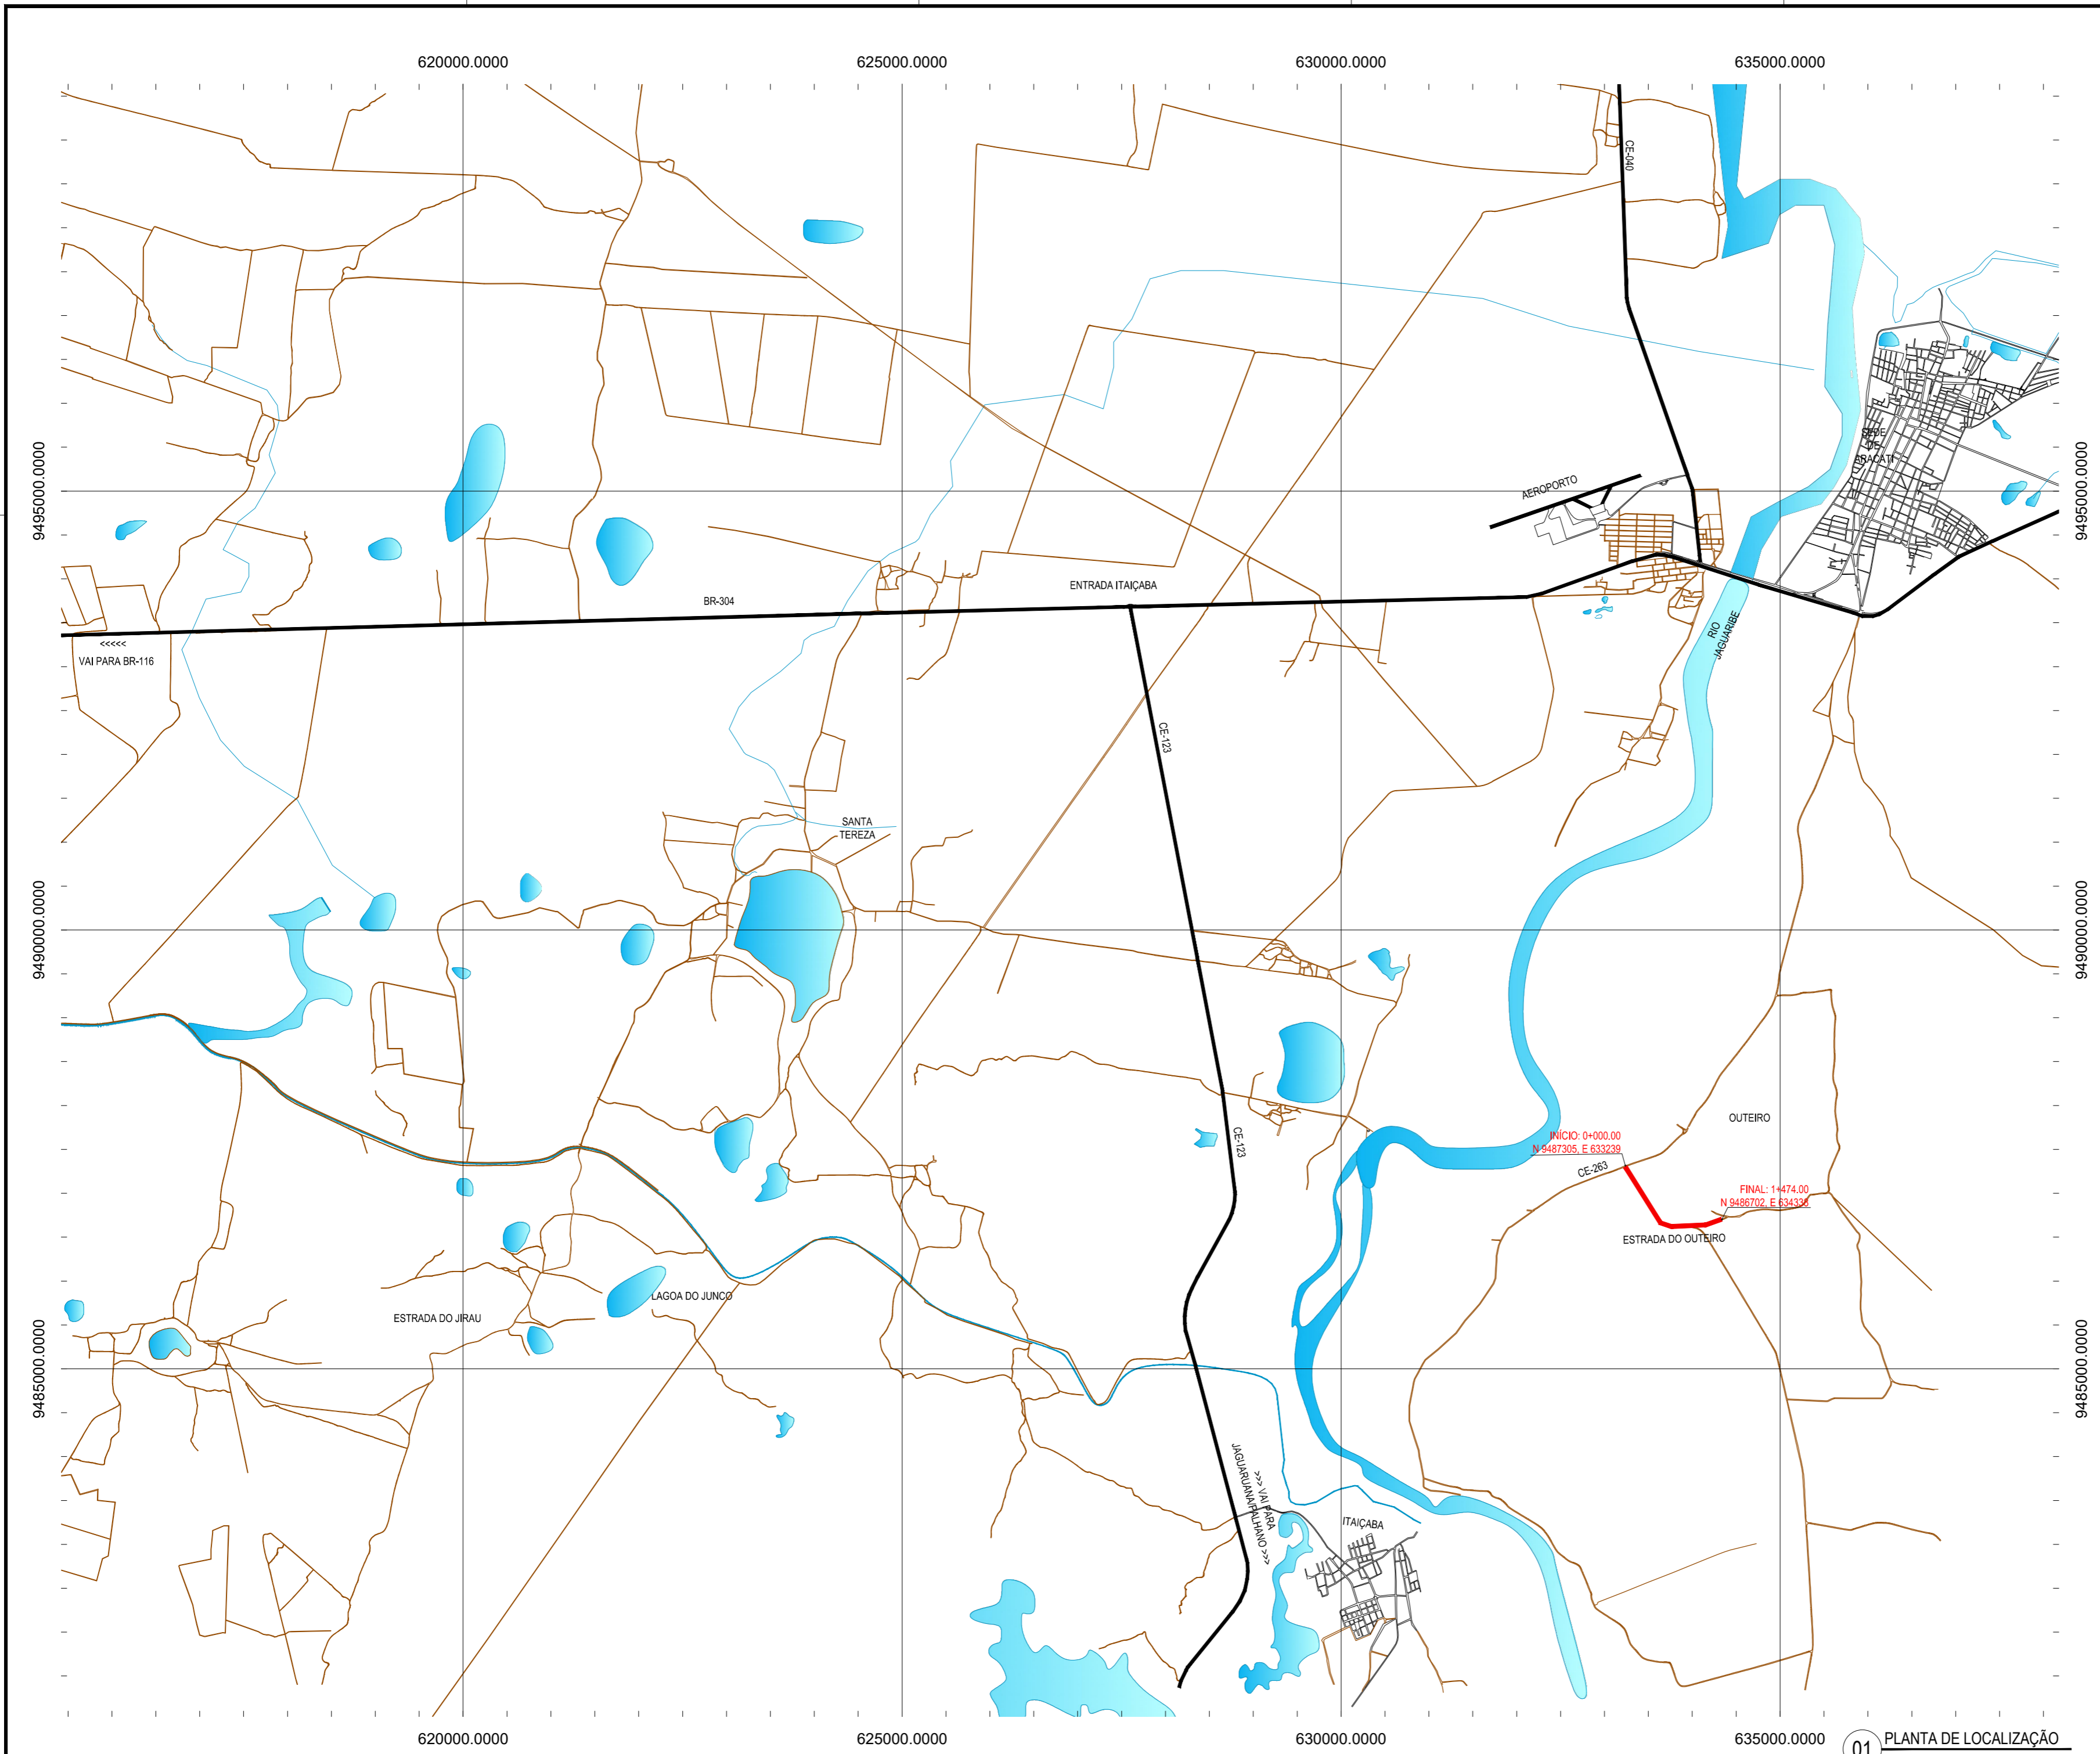 620000.0000
625000.0000
630000.0000
635000.0000
CE-040
SEDE
DE
ARACATI
9495000.0000
AEROPORTO
9495000.0000
ENTRADA ITAIÇABA
BR-304
<<<<<
VAI PARA BR-116
RIO
JAGUARIBE
CE-123
SANTA
TEREZA
9490000.0000
9490000.0000
OUTEIRO
INÍCIO: 0+000.00
N 9487305, E 633239
CE-123
CE-263
FINAL: 1+474.00
N 9486702, E 634336
ESTRADA DO OUTEIRO
LAGOA DO JUNCO
ESTRADA DO JIRAU
9485000.0000
9485000.0000
>>> VAI PARA
JAGUARUANA/PALHANO >>>
ITAIÇABA
620000.0000
625000.0000
630000.0000
635000.0000
01
PLANTA DE LOCALIZAÇÃO